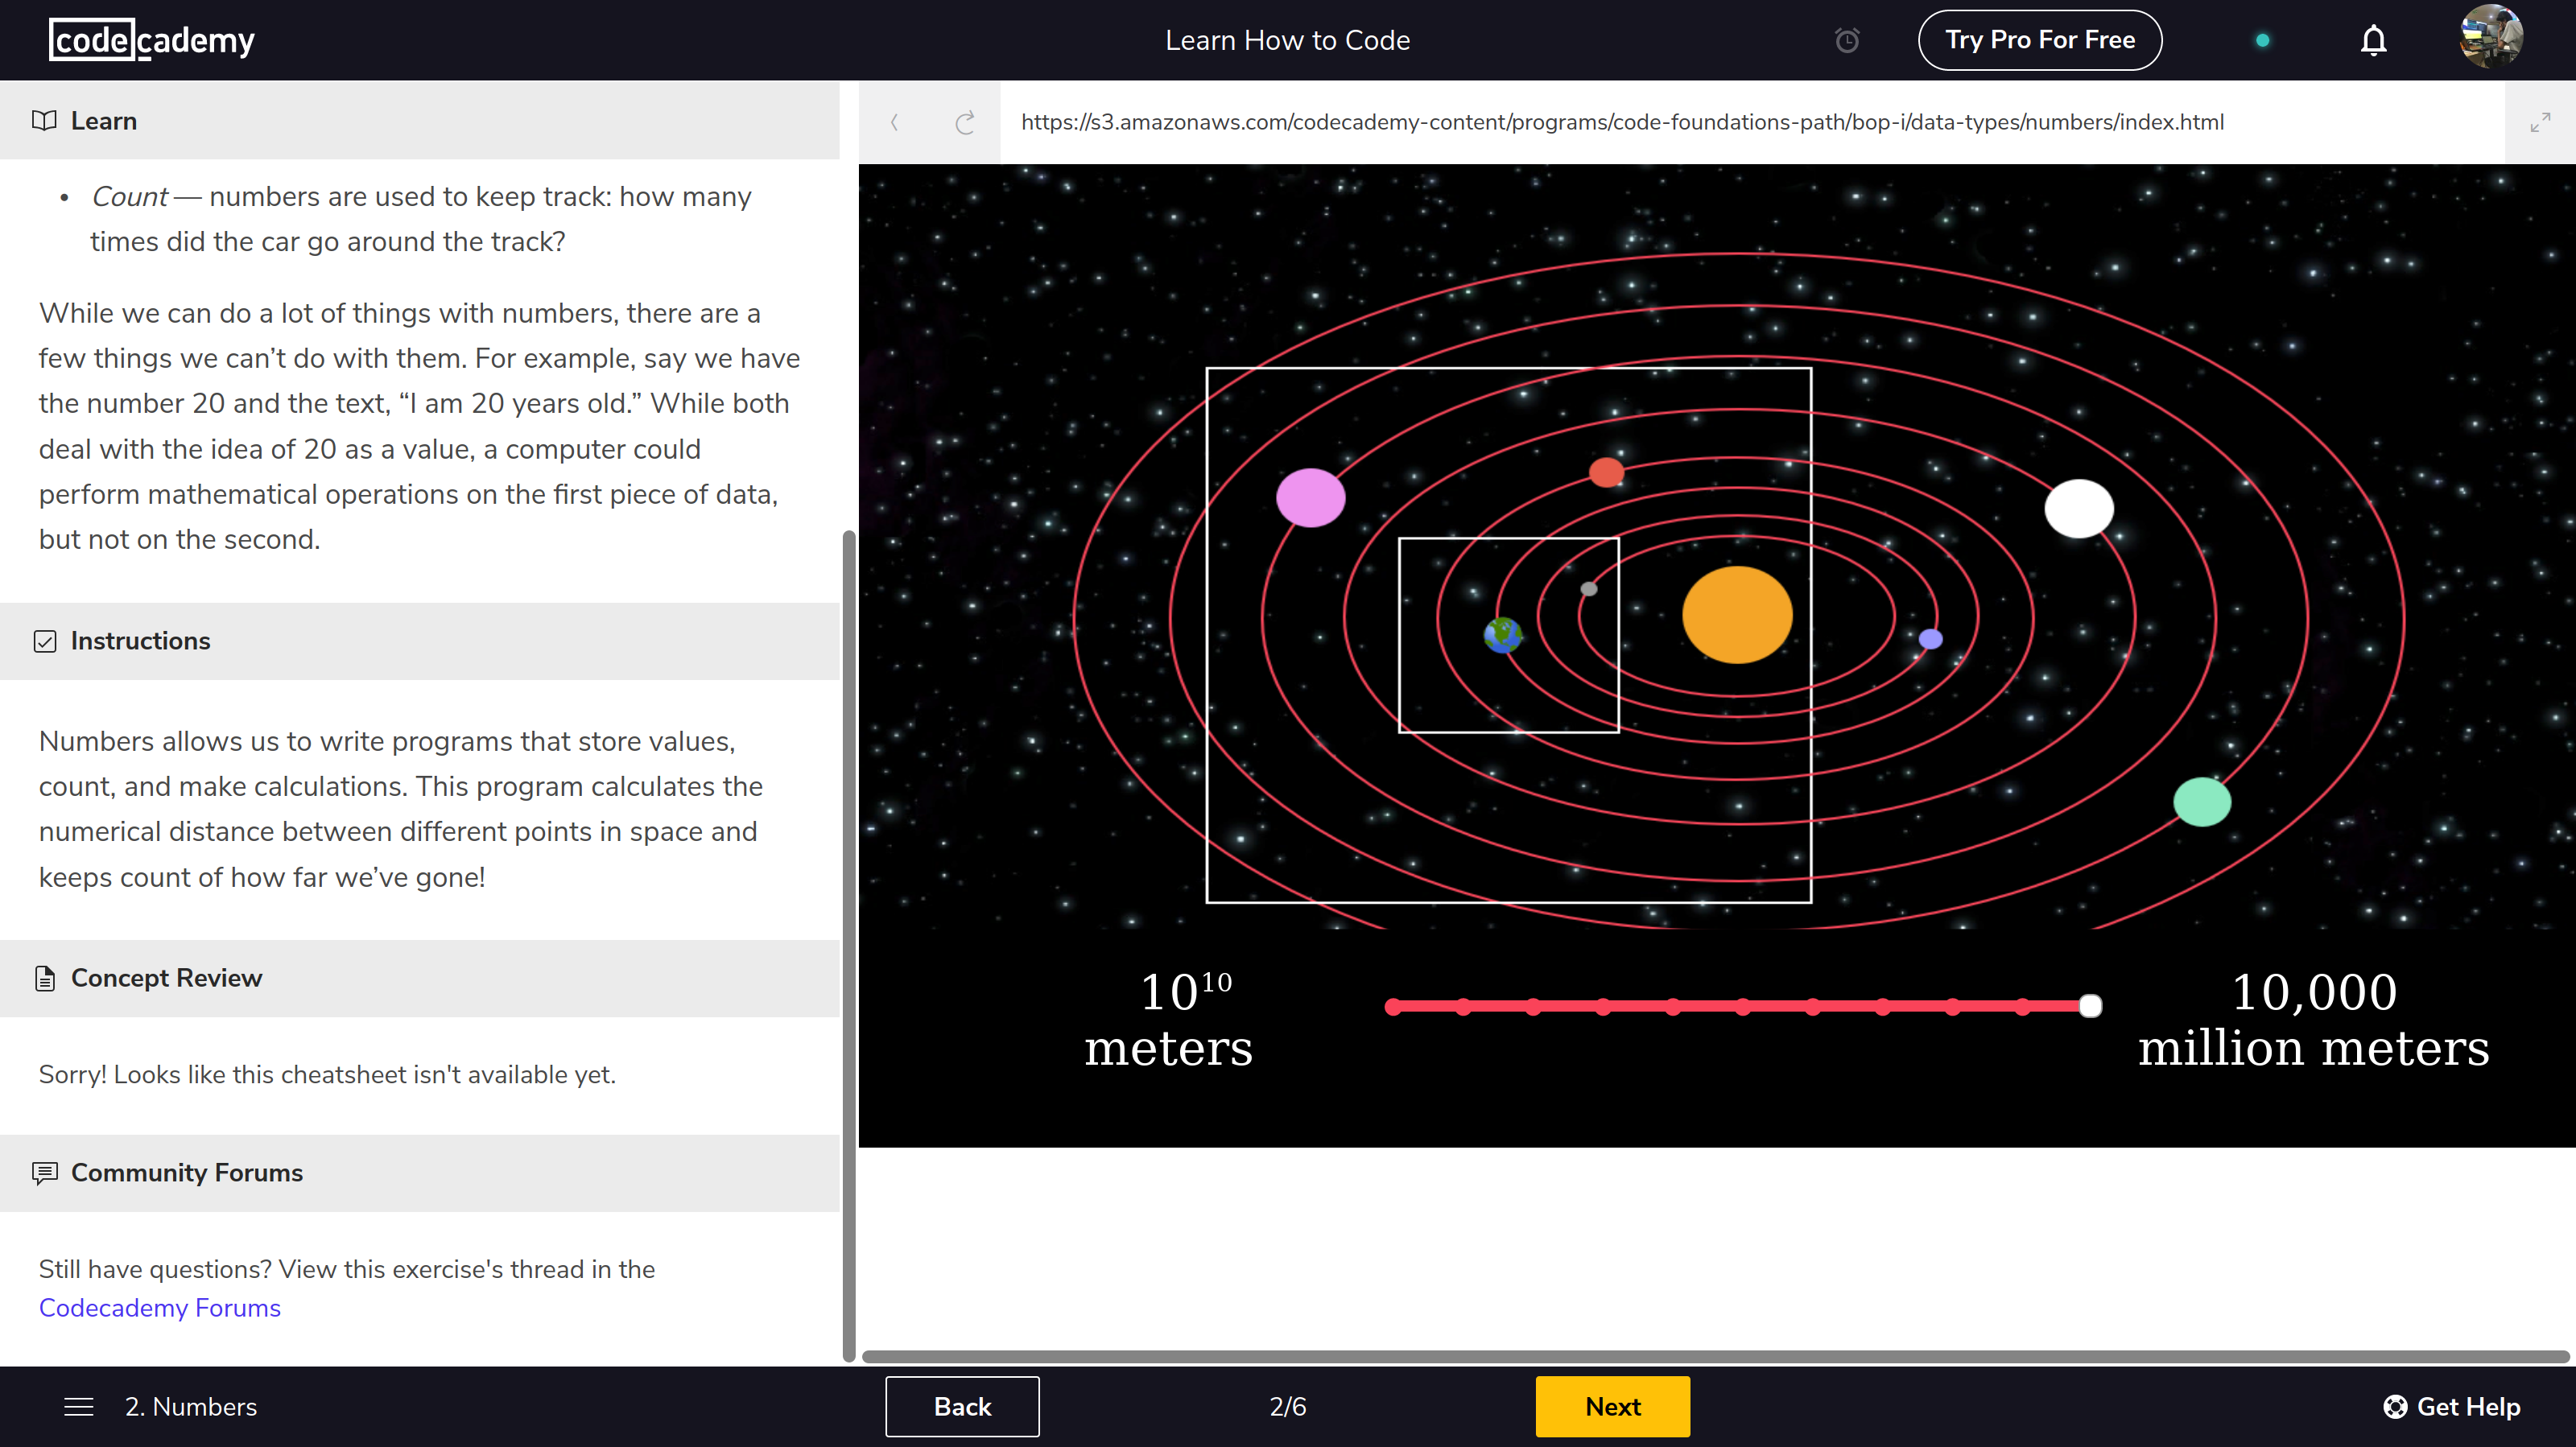 codecademy
Learn How to Code
Try Pro For Free
Learn
https://s3.amazonaws.com/codecademy-content/programs/code-foundations-path/bop-i/data-types/numbers/index.html
• Count — numbers are used to keep track: how many
times did the car go around the track?
While we can do a lot of things with numbers, there are a
few things we can’t do with them. For example, say we have
the number 20 and the text, “I am 20 years old.” While both
deal with the idea of 20 as a value, a computer could
perform mathematical operations on the first piece of data,
but not on the second.
Instructions
Numbers allows us to write programs that store values,
count, and make calculations. This program calculates the
numerical distance between different points in space and
keeps count of how far we’ve gone!
Concept Review
Sorry! Looks like this cheatsheet isn't available yet.
Community Forums
Still have questions? View this exercise's thread in the
Codecademy Forums
10¹⁰
meters
10,000
million meters
2. Numbers
Back
2/6
Next
Get Help